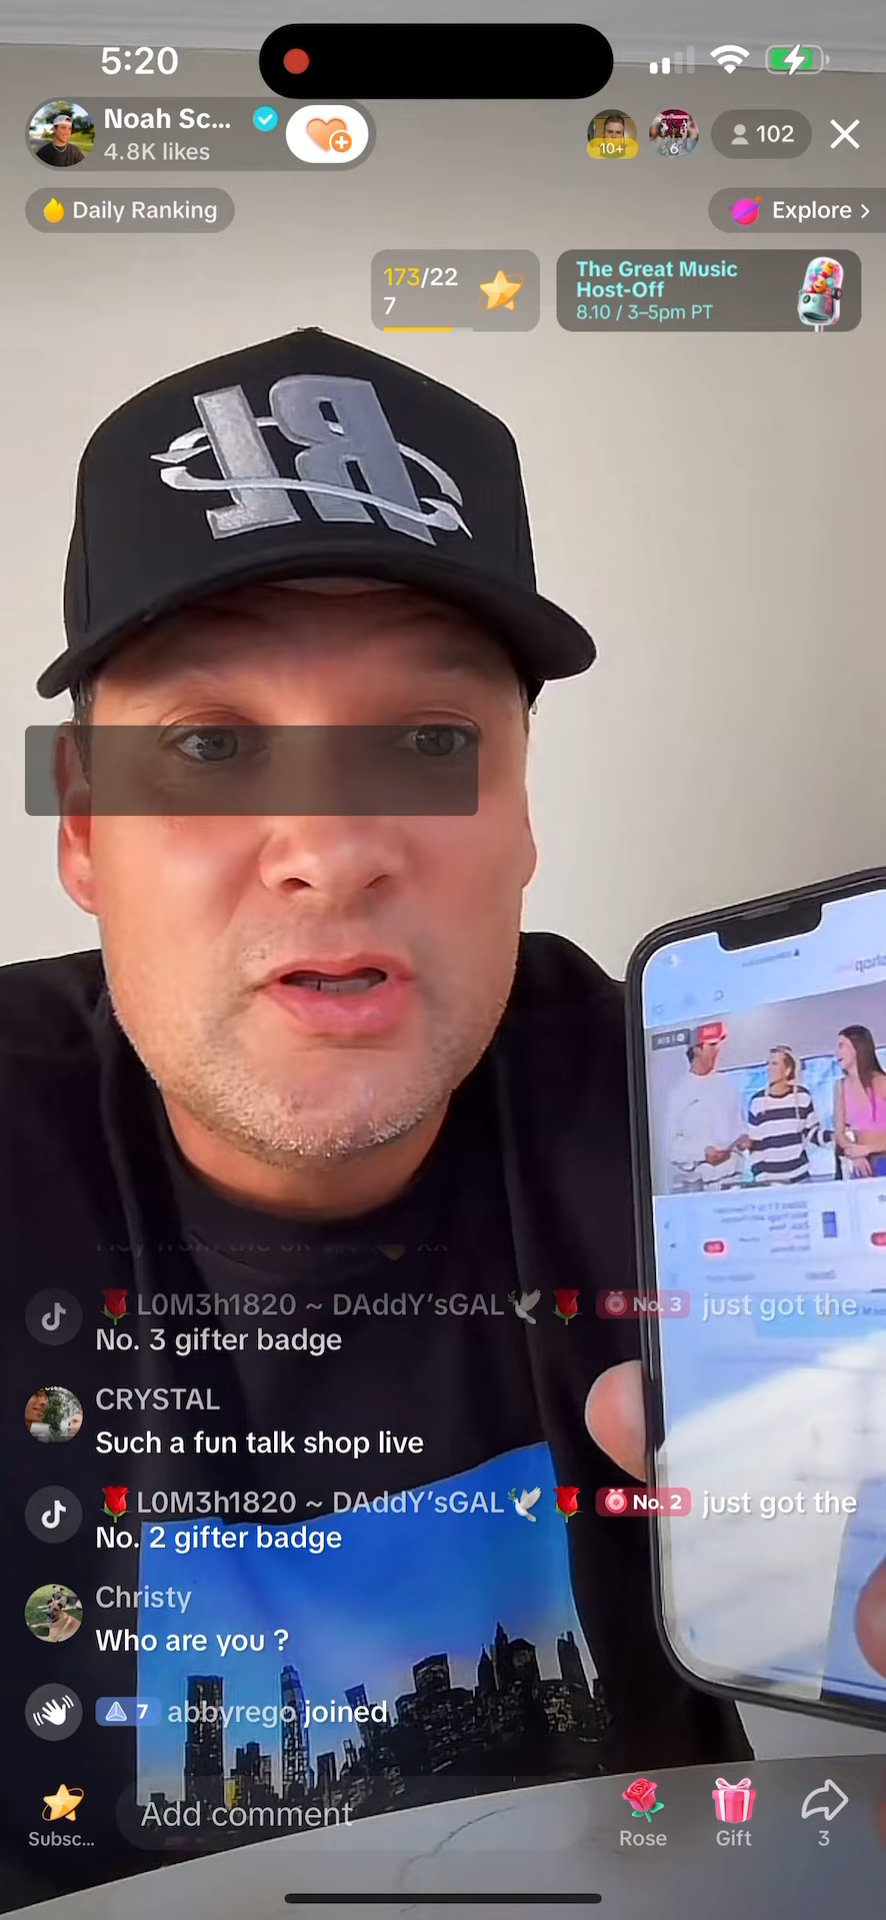 5:20
Noah Sc...
4.8K likes
10+
6
102
Daily Ranking
Explore >
173/22
7
The Great Music
Host-Off
8.10 / 3–5pm PT
RL
shop
L0M3h1820 ~ DAddY'sGAL No. 3 just got the
No. 3 gifter badge
CRYSTAL
Such a fun talk shop live
L0M3h1820 ~ DAddY'sGAL No. 2 just got the
No. 2 gifter badge
Christy
Who are you ?
7 abbyrego joined
Add comment
Subsc...
Rose
Gift
3